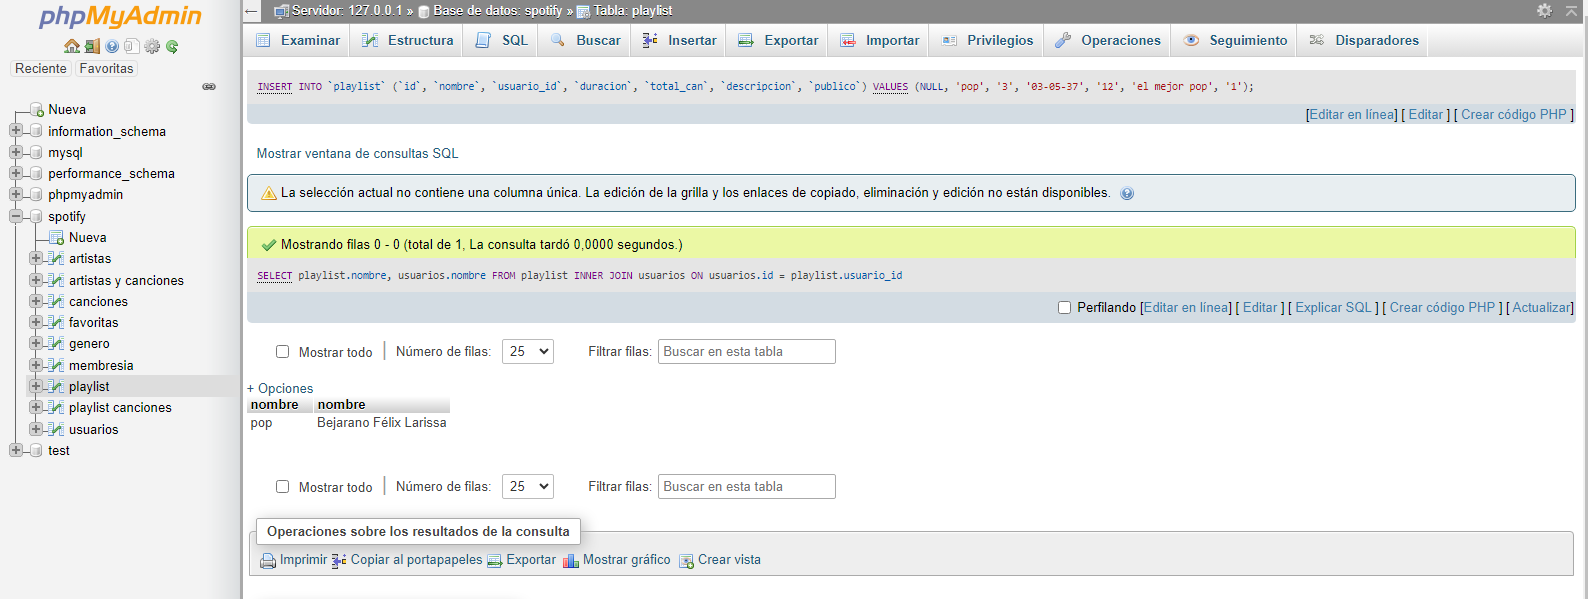 phpMyAdmin
Reciente Favoritas
Nueva
information_schema
mysql
performance_schema
phpmyadmin
spotify
Nueva
artistas
artistas y canciones
canciones
favoritas
genero
membresia
playlist
playlist canciones
usuarios
test
Servidor: 127.0.0.1 » Base de datos: spotify » Tabla: playlist
Examinar Estructura SQL Buscar Insertar Exportar Importar Privilegios Operaciones Seguimiento Disparadores
INSERT INTO `playlist` (`id`, `nombre`, `usuario_id`, `duracion`, `total_can`, `descripcion`, `publico`) VALUES (NULL, 'pop', '3', '03-05-37', '12', 'el mejor pop', '1');
[Editar en línea] [ Editar ] [ Crear código PHP ]
Mostrar ventana de consultas SQL
La selección actual no contiene una columna única. La edición de la grilla y los enlaces de copiado, eliminación y edición no están disponibles.
Mostrando filas 0 - 0 (total de 1, La consulta tardó 0,0000 segundos.)
SELECT playlist.nombre, usuarios.nombre FROM playlist INNER JOIN usuarios ON usuarios.id = playlist.usuario_id
Perfilando [Editar en línea] [ Editar ] [ Explicar SQL ] [ Crear código PHP ] [ Actualizar]
Mostrar todo Número de filas: 25 Filtrar filas: Buscar en esta tabla
+ Opciones
nombre nombre
pop Bejarano Félix Larissa
Mostrar todo Número de filas: 25 Filtrar filas: Buscar en esta tabla
Operaciones sobre los resultados de la consulta
Imprimir Copiar al portapapeles Exportar Mostrar gráfico Crear vista